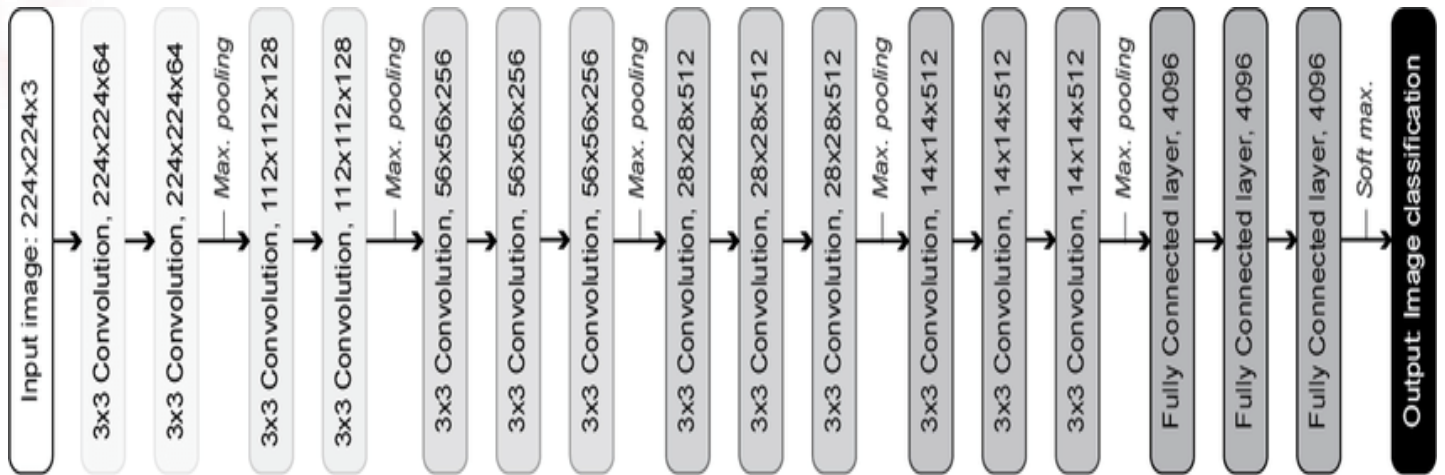 Input image: 224x224x3
3x3 Convolution, 224x224x64
3x3 Convolution, 224x224x64
Max. pooling
3x3 Convolution, 112x112x128
3x3 Convolution, 112x112x128
Max. pooling
3x3 Convolution, 56x56x256
3x3 Convolution, 56x56x256
3x3 Convolution, 56x56x256
Max. pooling
3x3 Convolution, 28x28x512
3x3 Convolution, 28x28x512
3x3 Convolution, 28x28x512
Max. pooling
3x3 Convolution, 14x14x512
3x3 Convolution, 14x14x512
3x3 Convolution, 14x14x512
Max. pooling
Fully Connected layer, 4096
Fully Connected layer, 4096
Fully Connected layer, 4096
Soft max.
Output: Image classification